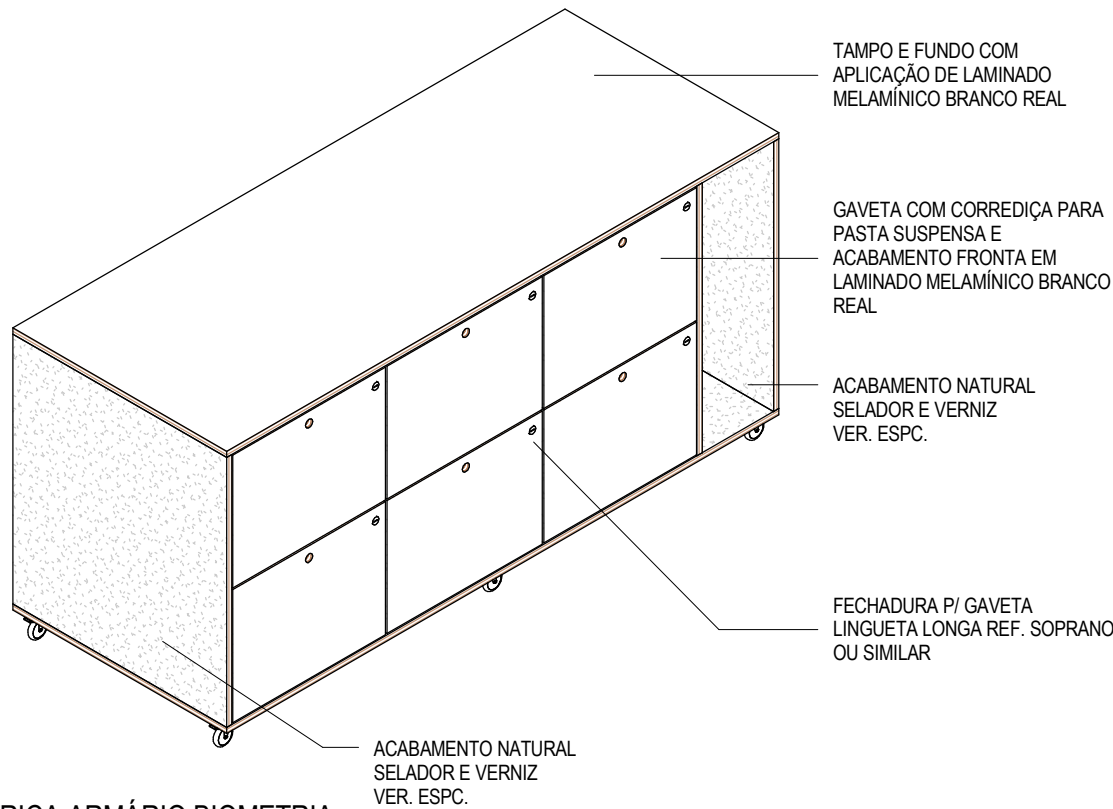 TAMPO E FUNDO COM
APLICAÇÃO DE LAMINADO
MELAMÍNICO BRANCO REAL
GAVETA COM CORREDIÇA PARA
PASTA SUSPENSA E
ACABAMENTO FRONTA EM
LAMINADO MELAMÍNICO BRANCO
REAL
ACABAMENTO NATURAL
SELADOR E VERNIZ
VER. ESPC.
FECHADURA P/ GAVETA
LINGUETA LONGA REF. SOPRANO
OU SIMILAR
ACABAMENTO NATURAL
SELADOR E VERNIZ
VER. ESPC.
ARMÁRIO BIOMETRIA